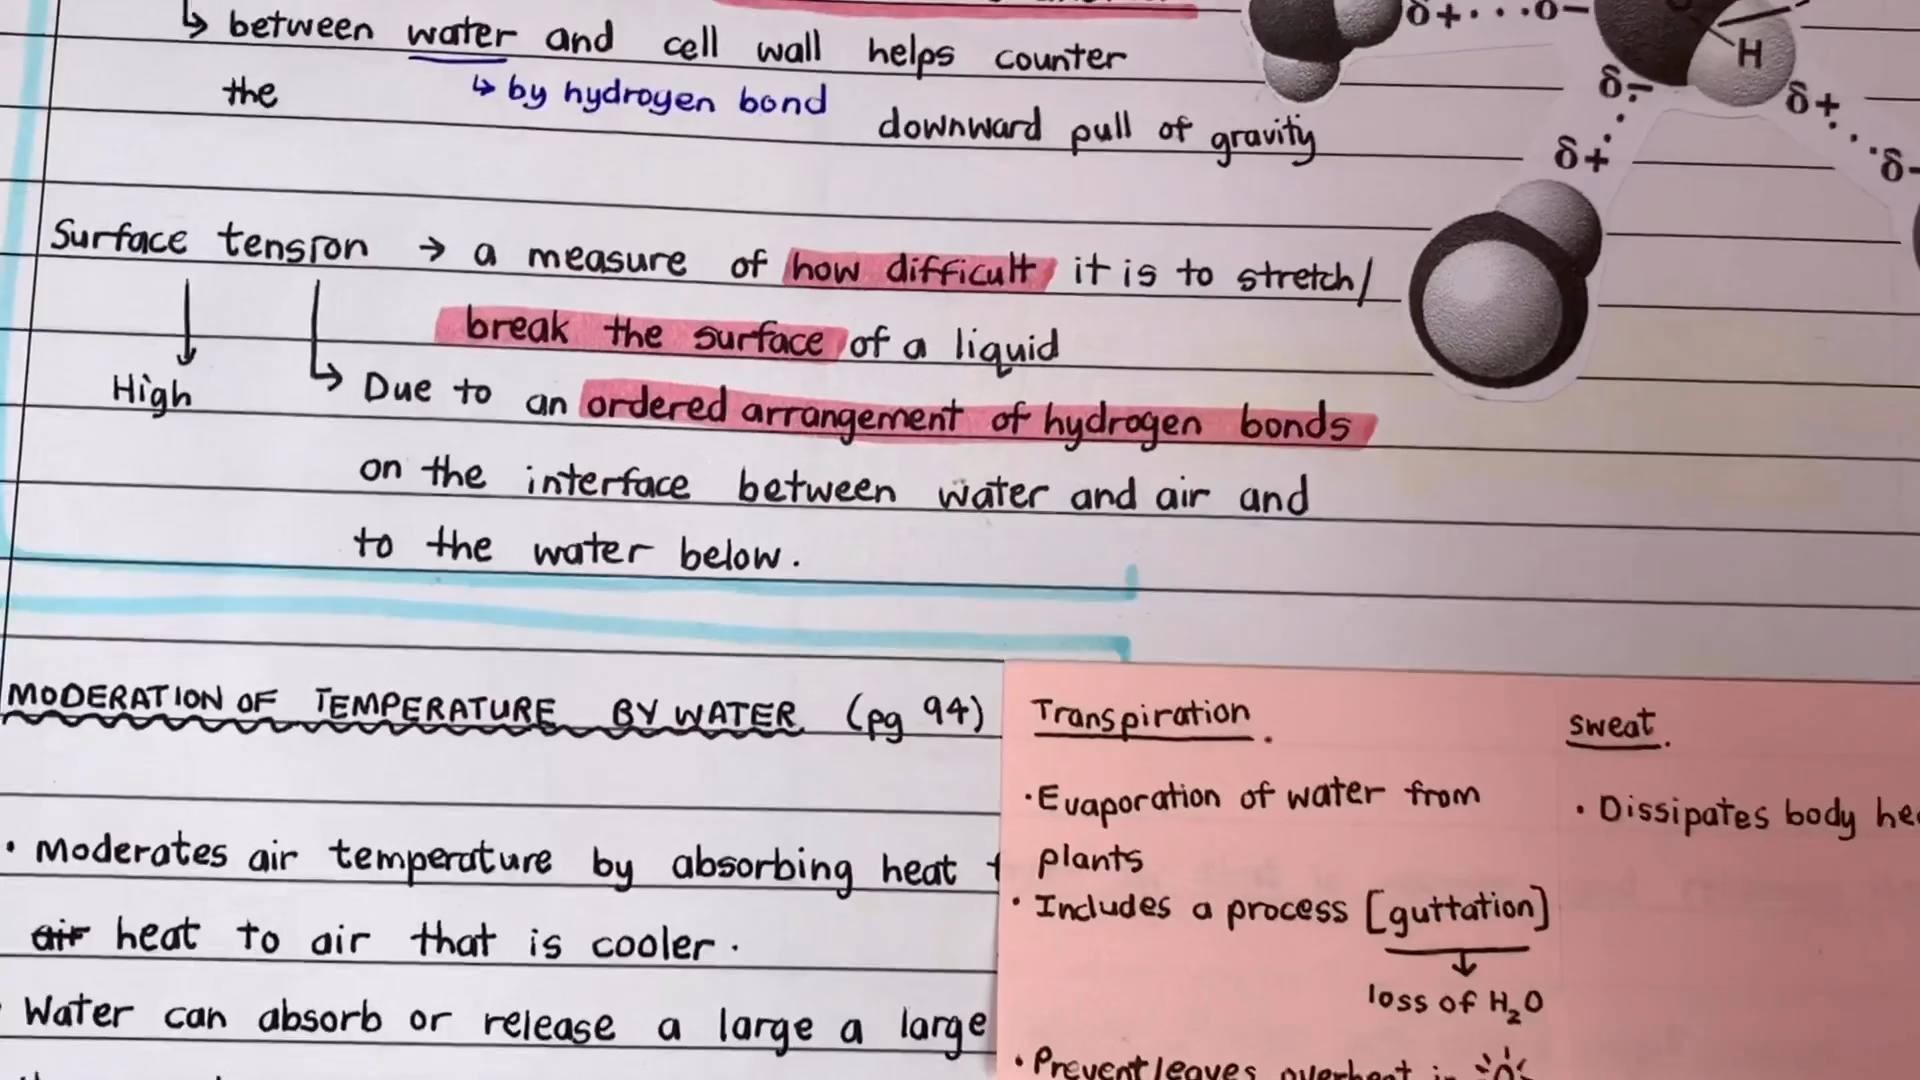 ↳ between water and cell wall helps counter
the ↳ by hydrogen bond downward pull of gravity
Surface tension → a measure of how difficult it is to stretch/
break the surface of a liquid
High ↳ Due to an ordered arrangement of hydrogen bonds
on the interface between water and air and
to the water below.
MODERATION OF TEMPERATURE BY WATER (pg 94)
• Moderates air temperature by absorbing heat
air heat to air that is cooler.
Water can absorb or release a large a large
Transpiration.
• Evaporation of water from
plants
• Includes a process [guttation]
↓
loss of H₂O
• Prevent leaves overheat
sweat.
• Dissipates body
δ+ δ-
H
δ- δ+
δ+ δ-